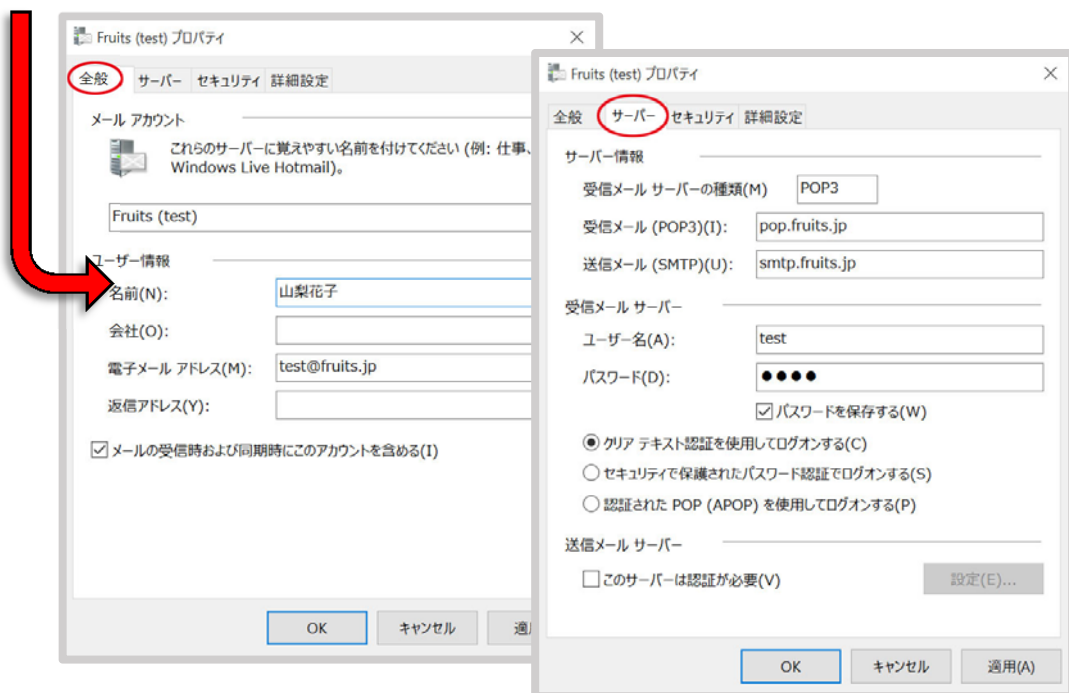 Fruits (test) プロパティ
全般 サーバー セキュリティ 詳細設定
メール アカウント
これらのサーバーに覚えやすい名前を付けてください (例: 仕事、
Windows Live Hotmail)。
Fruits (test)
ユーザー情報
名前(N): 山梨花子
会社(O):
電子メール アドレス(M): test@fruits.jp
返信アドレス(Y):
メールの受信時および同期時にこのアカウントを含める(I)
OK キャンセル
Fruits (test) プロパティ
全般 サーバー セキュリティ 詳細設定
サーバー情報
受信メール サーバーの種類(M) POP3
受信メール (POP3)(I): pop.fruits.jp
送信メール (SMTP)(U): smtp.fruits.jp
受信メール サーバー
ユーザー名(A): test
パスワード(D): ●●●●
パスワードを保存する(W)
クリア テキスト認証を使用してログオンする(C)
セキュリティで保護されたパスワード認証でログオンする(S)
認証された POP (APOP) を使用してログオンする(P)
送信メール サーバー
このサーバーは認証が必要(V) 設定(E)...
OK キャンセル 適用(A)